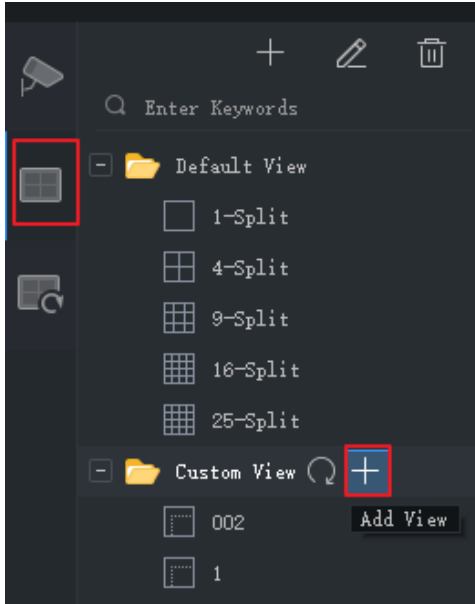 Enter Keywords
Default View
1-Split
4-Split
9-Split
16-Split
25-Split
Custom View
Add View
002
1